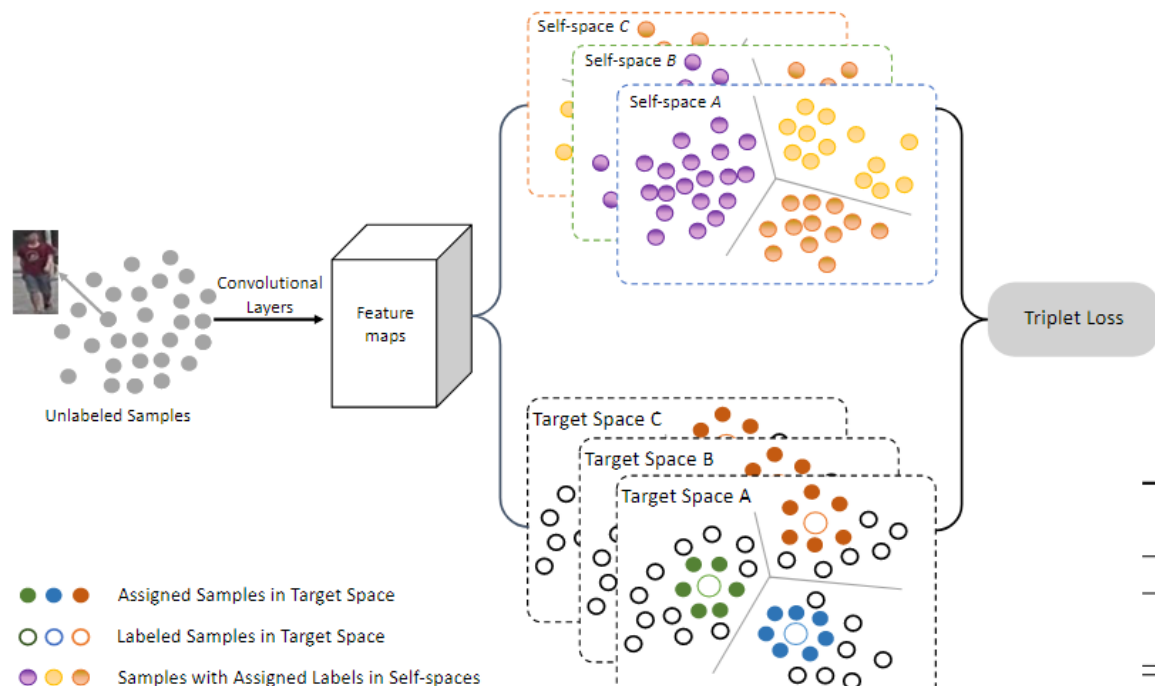 Self-space C
Self-space B
Self-space A
Convolutional
Layers
Feature
maps
Triplet Loss
Unlabeled Samples
Target Space C
Target Space B
Target Space A
Assigned Samples in Target Space
Labeled Samples in Target Space
Samples with Assigned Labels in Self-spaces